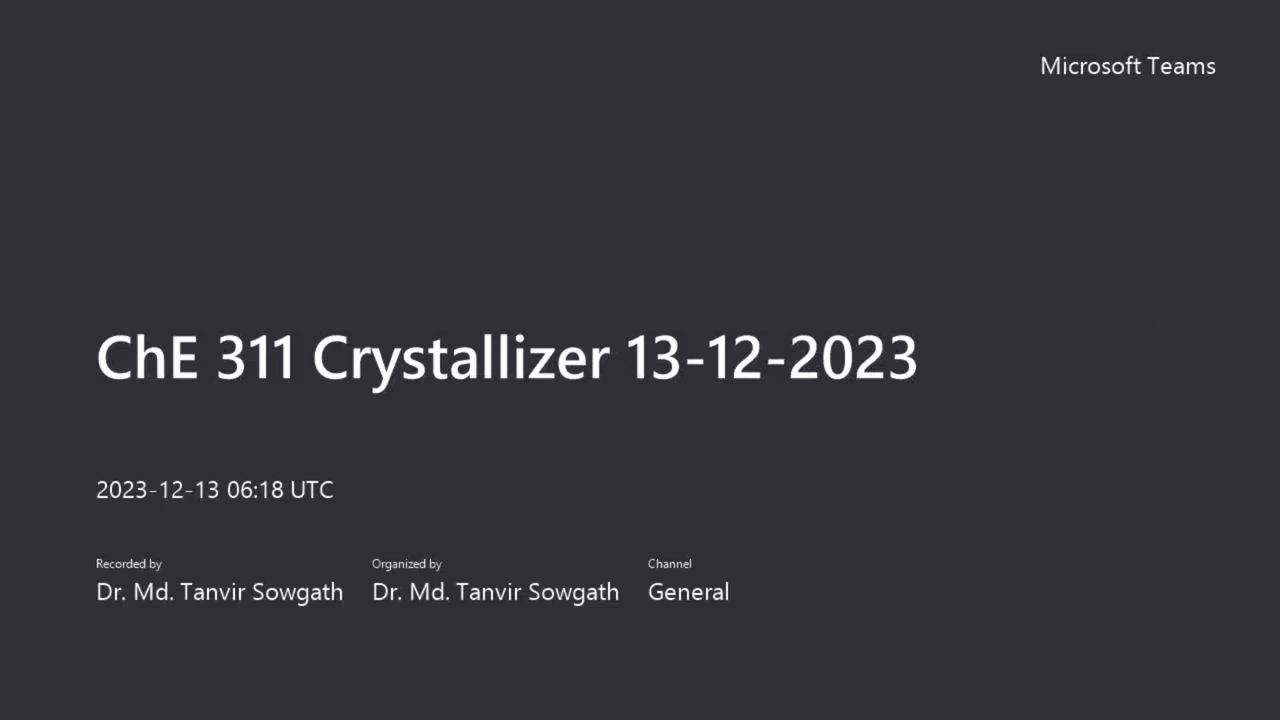 Microsoft Teams
ChE 311 Crystallizer 13-12-2023
2023-12-13 06:18 UTC
Recorded by Organized by Channel
Dr. Md. Tanvir Sowgath Dr. Md. Tanvir Sowgath General